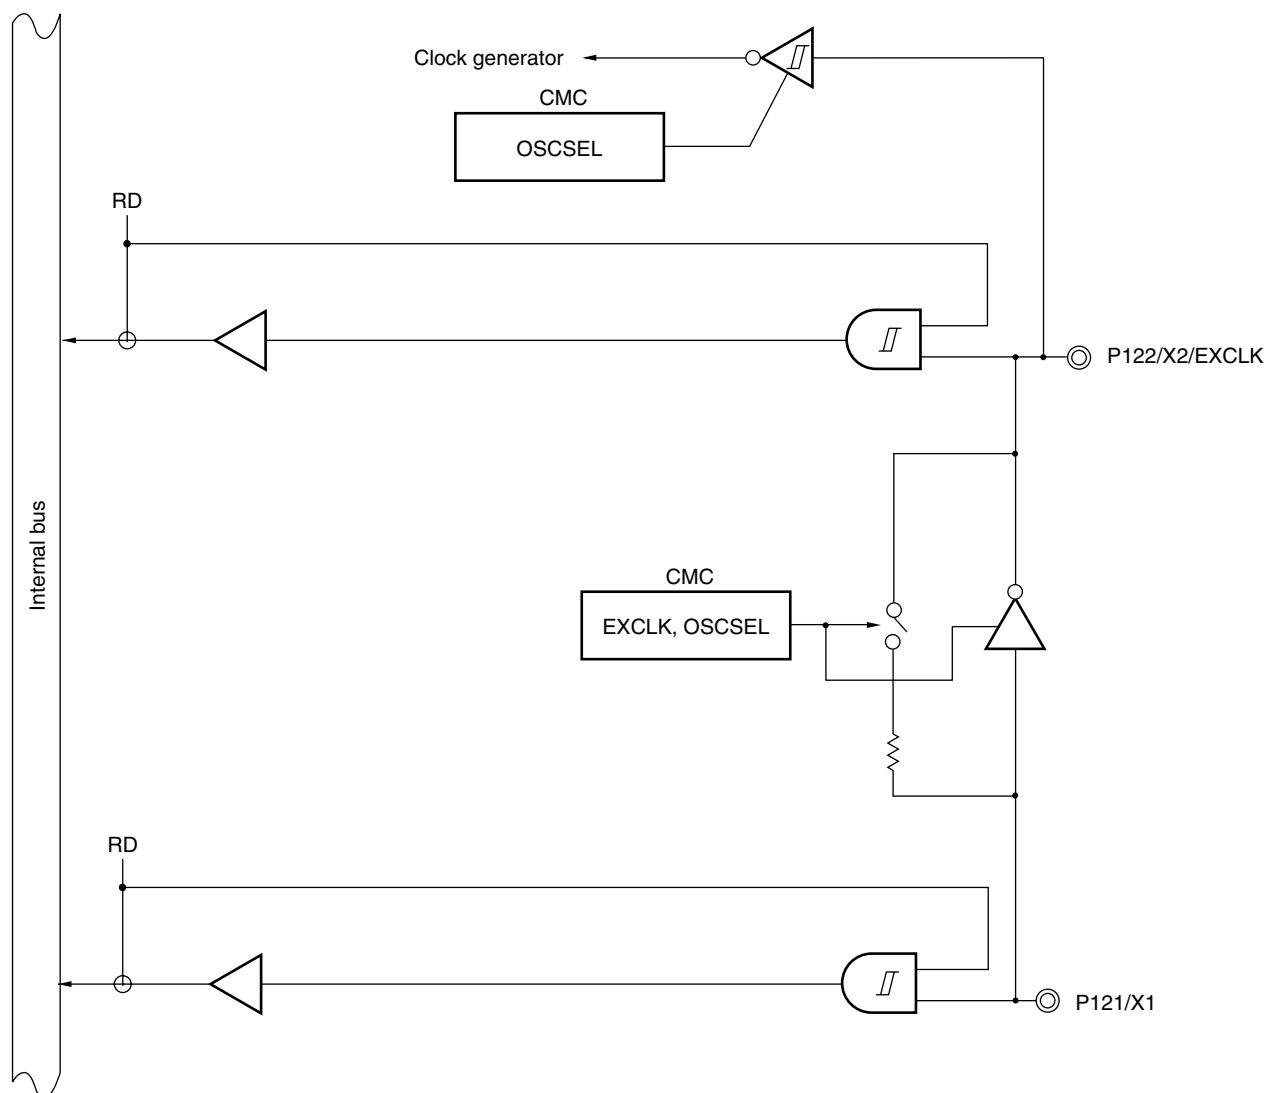 Clock generator
CMC
OSCSEL
RD
P122/X2/EXCLK
Internal bus
CMC
EXCLK, OSCSEL
RD
P121/X1